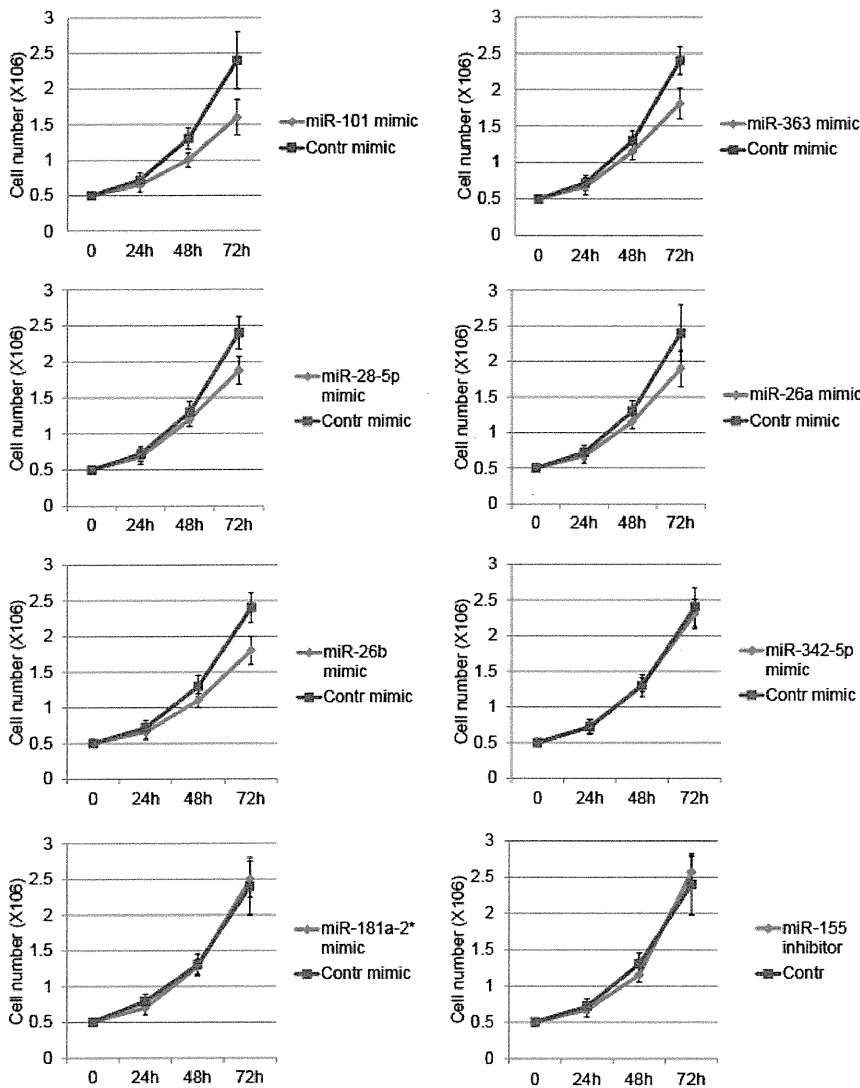 Cell number (X106)
3
2.5
2
1.5
1
0.5
0
0 24h 48h 72h
miR-101 mimic
Contr mimic
Cell number (X106)
3
2.5
2
1.5
1
0.5
0
0 24h 48h 72h
miR-363 mimic
Contr mimic
Cell number (X106)
3
2.5
2
1.5
1
0.5
0
0 24h 48h 72h
miR-28-5p
mimic
Contr mimic
Cell number (X106)
3
2.5
2
1.5
1
0.5
0
0 24h 48h 72h
miR-26a mimic
Contr mimic
Cell number (X106)
3
2.5
2
1.5
1
0.5
0
0 24h 48h 72h
miR-26b
mimic
Contr mimic
Cell number (X106)
3
2.5
2
1.5
1
0.5
0
0 24h 48h 72h
miR-342-5p
mimic
Contr mimic
Cell number (X106)
3
2.5
2
1.5
1
0.5
0
0 24h 48h 72h
miR-181a-2*
mimic
Contr mimic
Cell number (X106)
3
2.5
2
1.5
1
0.5
0
0 24h 48h 72h
miR-155
inhibitor
Contr